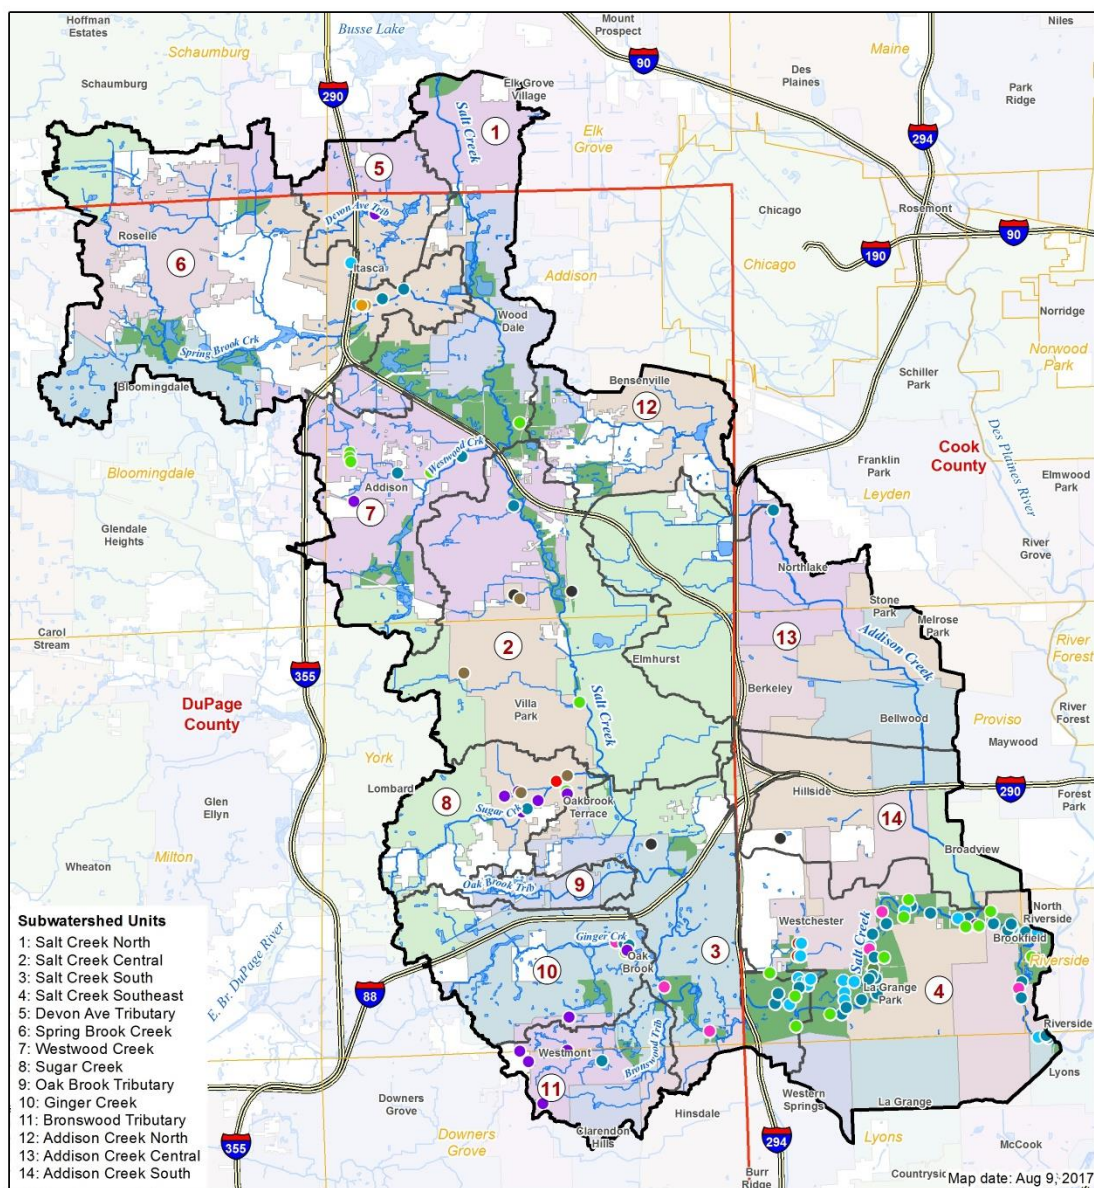 Hoffman
Estates
Schaumburg
Busse Lake
Mount
Prospect
90
Maine
Niles
Schaumburg
290
Elk Grove
Village
Des
Plaines
Park
Ridge
Salt Creek
1
Elk
Grove
294
5
Devon Ave Trib
Chicago
Rosemont
90
Roselle
6
Itasca
Addison
Chicago
190
Wood
Dale
Norridge
Spring Brook Crk
Norwood
Park
Bloomingdale
Bensenville
12
Schiller
Park
Des Plaines River
Westwood Crk
Cook
County
Franklin
Park
Elmwood
Park
Bloomingdale
Addison
Leyden
7
Glendale
Heights
River
Grove
Northlake
Stone
Park
Melrose
Park
Carol
Stream
2
13
Addison Creek
River
Forest
355
Elmhurst
Berkeley
DuPage
County
Villa
Park
Salt Creek
Bellwood
Proviso
River
Forest
Maywood
York
Lombard
Glen
Ellyn
8
Sugar Crk
Oakbrook
Terrace
Hillside
290
Forest
Park
14
Broadview
Wheaton
Milton
9
Oak Brook Trib
Subwatershed Units
1: Salt Creek North
2: Salt Creek Central
3: Salt Creek South
4: Salt Creek Southeast
5: Devon Ave Tributary
6: Spring Brook Creek
7: Westwood Creek
8: Sugar Creek
9: Oak Brook Tributary
10: Ginger Creek
11: Bronswood Tributary
12: Addison Creek North
13: Addison Creek Central
14: Addison Creek South
E. Br. DuPage River
Westchester
Salt Creek
North
Riverside
Brookfield
Riverside
Ginger Crk
Oak
Brook
10
3
La Grange
Park
4
88
Riverside
Bronswood Trib
Westmont
11
Lyons
Downers
Grove
Western
Springs
La Grange
Hinsdale
Clarendon
Hills
Downers
Grove
355
294
Lyons
McCook
Burr
Ridge
Countryside
Map date: Aug 9, 2017